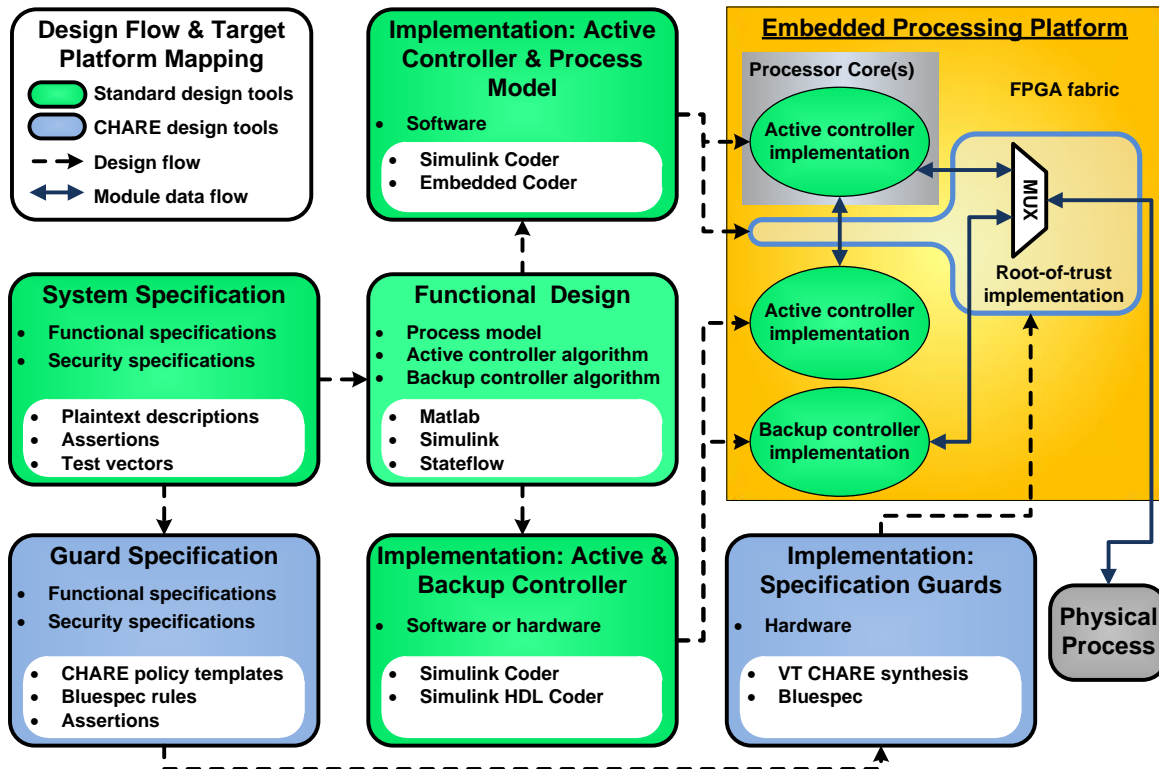 Design Flow & Target
Platform Mapping
Standard design tools
CHARE design tools
Design flow
Module data flow
Implementation: Active
Controller & Process
Model
• Software
• Simulink Coder
• Embedded Coder
Embedded Processing Platform
Processor Core(s)
FPGA fabric
Active controller
implementation
MUX
Root-of-trust
implementation
Active controller
implementation
Backup controller
implementation
System Specification
• Functional specifications
• Security specifications
• Plaintext descriptions
• Assertions
• Test vectors
Functional Design
• Process model
• Active controller algorithm
• Backup controller algorithm
• Matlab
• Simulink
• Stateflow
Guard Specification
• Functional specifications
• Security specifications
• CHARE policy templates
• Bluespec rules
• Assertions
Implementation: Active &
Backup Controller
• Software or hardware
• Simulink Coder
• Simulink HDL Coder
Implementation:
Specification Guards
• Hardware
• VT CHARE synthesis
• Bluespec
Physical
Process